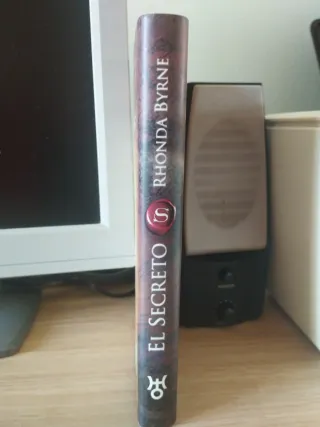 EL SECRETO
S
RHONDA BYRNE